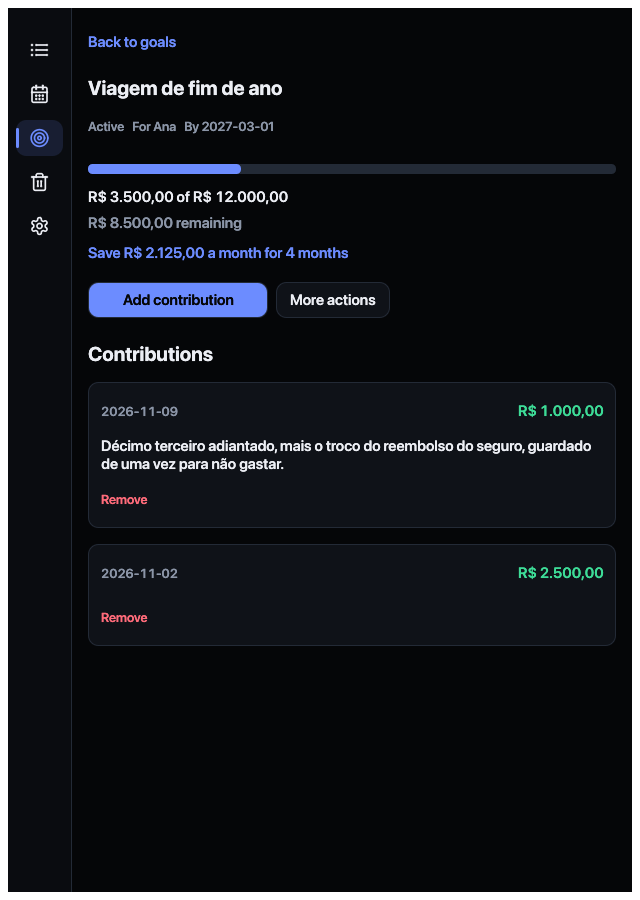 Back to goals
Viagem de fim de ano
Active For Ana By 2027-03-01
R$ 3.500,00 of R$ 12.000,00
R$ 8.500,00 remaining
Save R$ 2.125,00 a month for 4 months
Add contribution More actions
Contributions
2026-11-09 R$ 1.000,00
Décimo terceiro adiantado, mais o troco do reembolso do seguro, guardado
de uma vez para não gastar.
Remove
2026-11-02 R$ 2.500,00
Remove